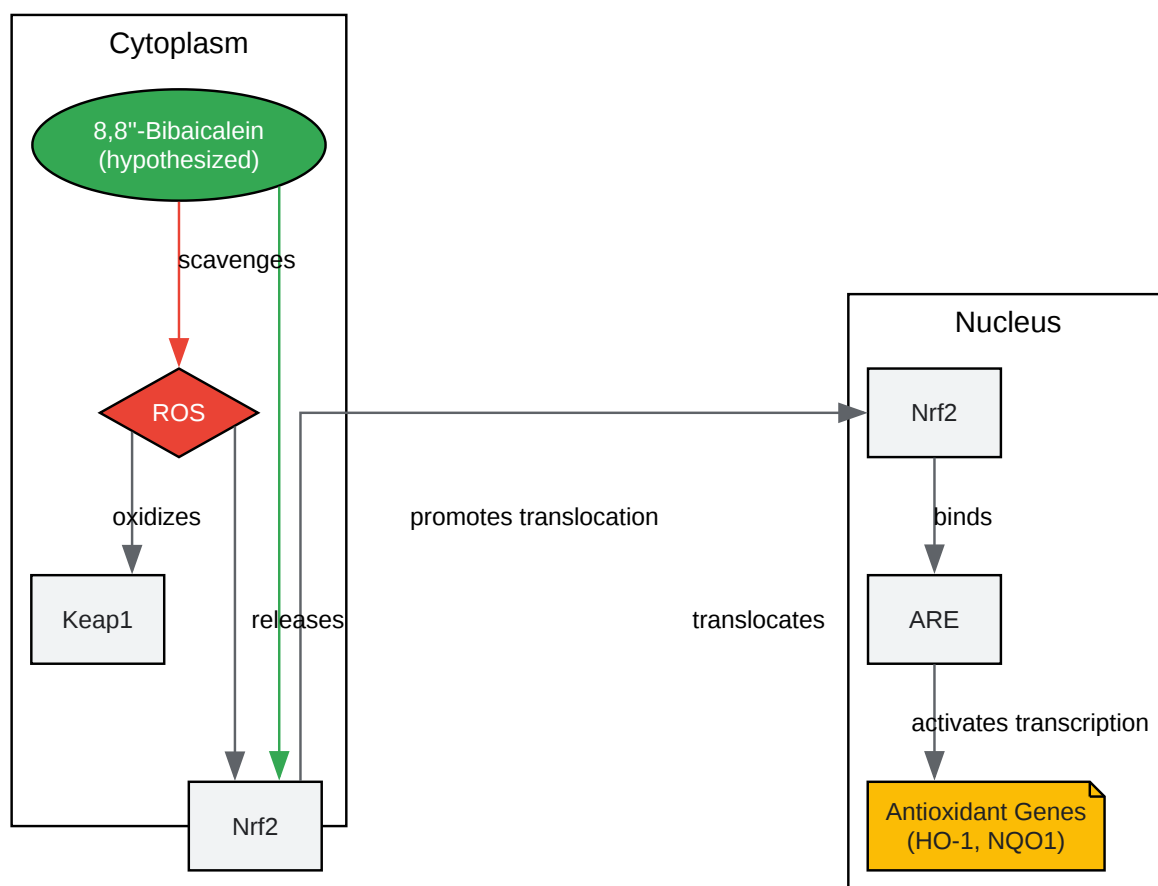 Cytoplasm
8,8"-Bibaicalein
(hypothesized)
scavenges
Nucleus
ROS
Nrf2
oxidizes
promotes translocation
binds
Keap1
releases
translocates
ARE
activates transcription
Nrf2
Antioxidant Genes
(HO-1, NQO1)